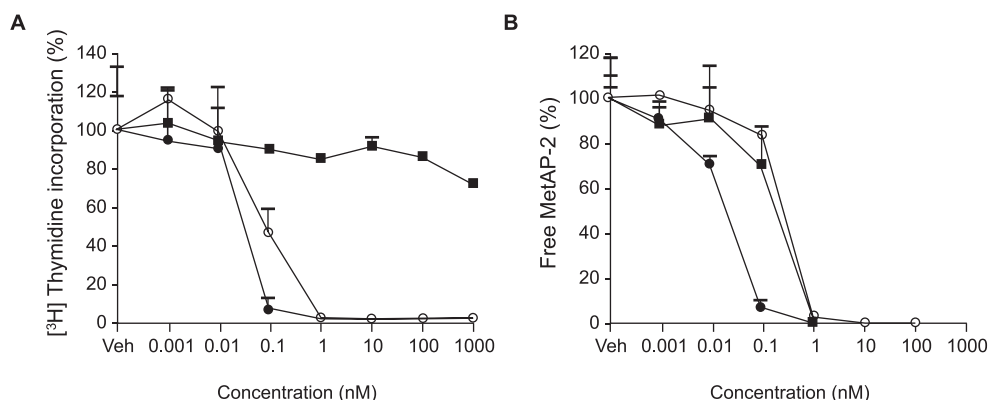 A
[³H] Thymidine incorporation (%)
140
120
100
80
60
40
20
0
Veh 0.001 0.01 0.1 1 10 100 1000
Concentration (nM)
B
Free MetAP-2 (%)
120
100
80
60
40
20
0
Veh 0.001 0.01 0.1 1 10 100 1000
Concentration (nM)